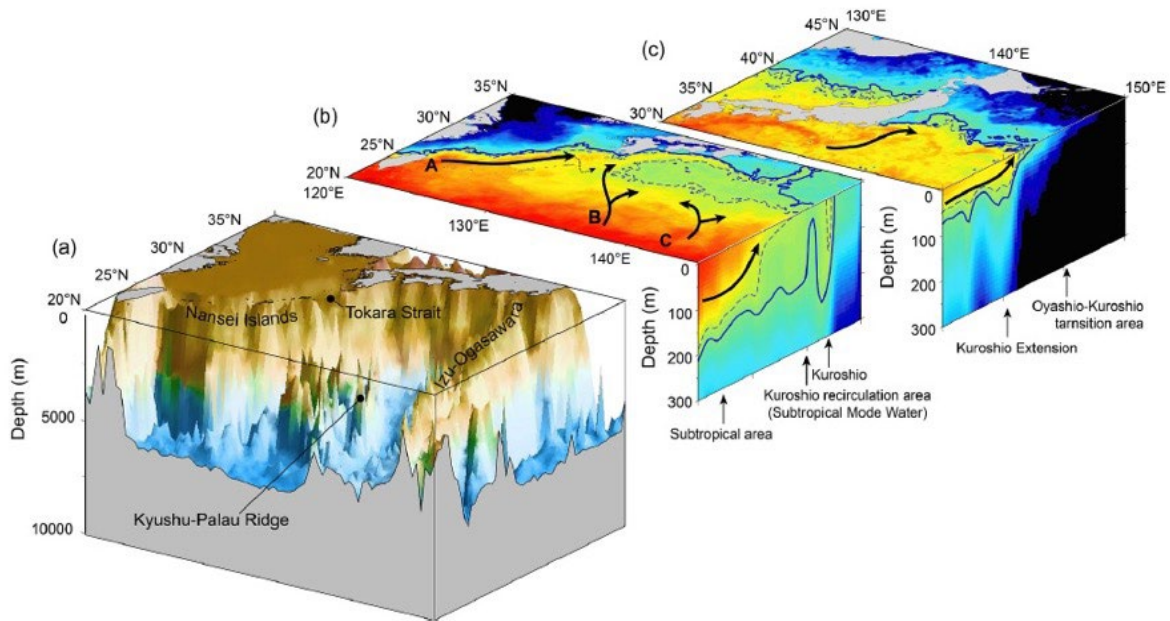 (a)
35°N
30°N
25°N
20°N
0
5000
10000
Depth (m)
Nansei Islands
Tokara Strait
Izu-Ogasawara
Kyushu-Palau Ridge
(b)
35°N
30°N
25°N
20°N
120°E
130°E
140°E
A
B
C
0
100
200
300
Depth (m)
Subtropical area
Kuroshio recirculation area
(Subtropical Mode Water)
Kuroshio
(c)
45°N
40°N
35°N
30°N
130°E
140°E
150°E
0
100
200
300
Depth (m)
Kuroshio Extension
Oyashio-Kuroshio
tarnsition area